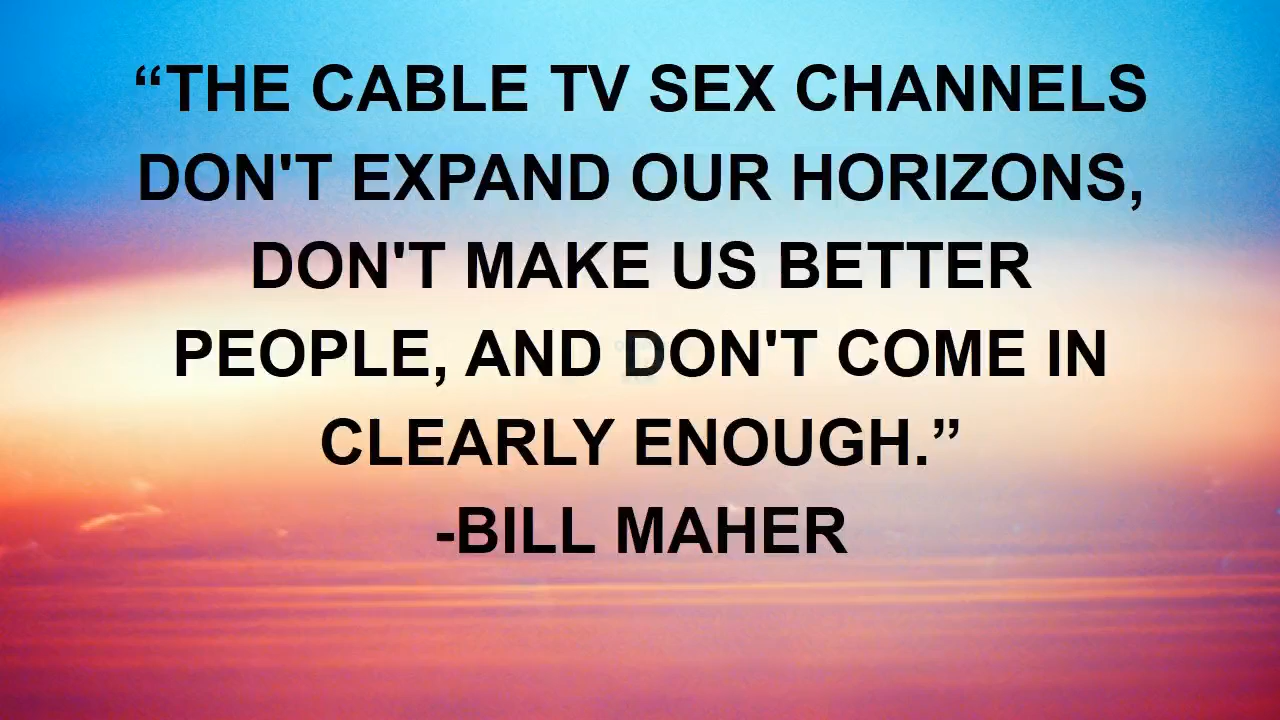 “THE CABLE TV SEX CHANNELS
DON'T EXPAND OUR HORIZONS,
DON'T MAKE US BETTER
PEOPLE, AND DON'T COME IN
CLEARLY ENOUGH.”
-BILL MAHER